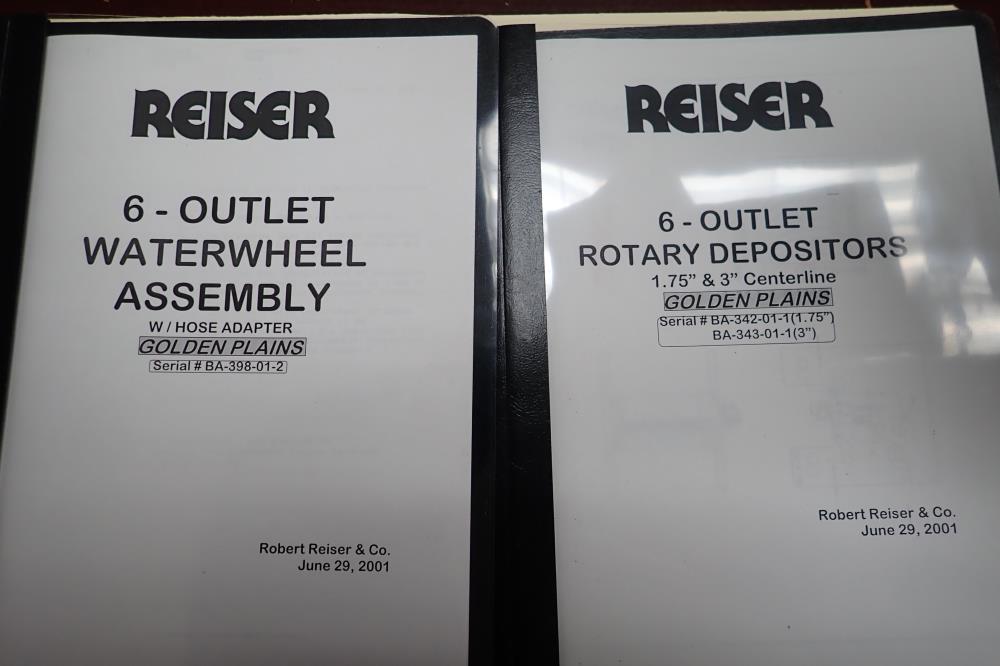 REISER
6 - OUTLET
WATERWHEEL
ASSEMBLY
W / HOSE ADAPTER
GOLDEN PLAINS
Serial # BA-398-01-2
Robert Reiser & Co.
June 29, 2001
REISER
6 - OUTLET
ROTARY DEPOSITORS
1.75" & 3" Centerline
GOLDEN PLAINS
Serial # BA-342-01-1(1.75")
BA-343-01-1(3")
Robert Reiser & Co.
June 29, 2001